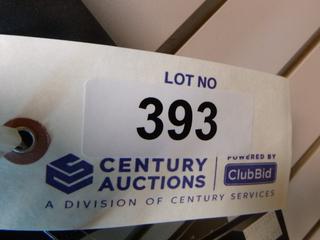 LOT NO
393
CENTURY AUCTIONS
POWERED BY
ClubBid
A DIVISION OF CENTURY SERVICES